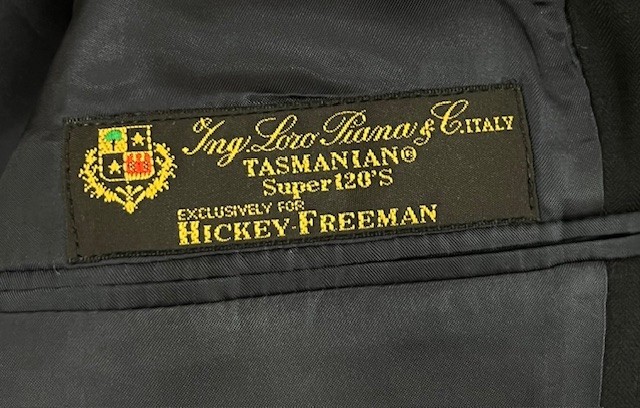 Ing. Loro Piana & C. ITALY
TASMANIAN®
Super 120'S
EXCLUSIVELY FOR
HICKEY-FREEMAN